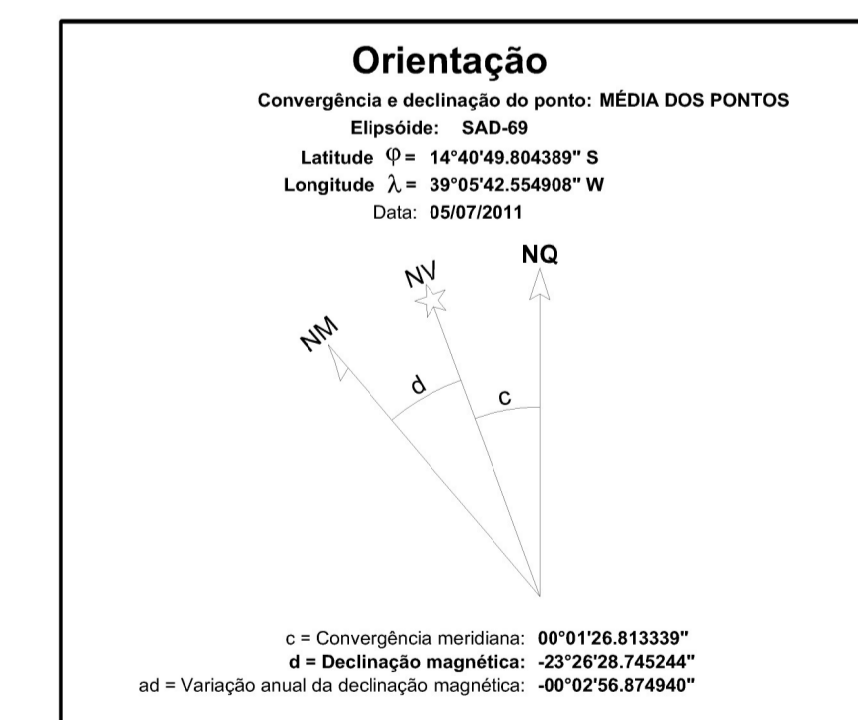 Orientação
Convergência e declinação do ponto: MÉDIA DOS PONTOS
Elipsóide: SAD-69
Latitude φ = 14°40'49.804389" S
Longitude λ = 39°05'42.554908" W
Data: 05/07/2011
NQ
NV
NM
d
c
c = Convergência meridiana: 00°01'26.813339"
d = Declinação magnética: -23°26'28.745244"
ad = Variação anual da declinação magnética: -00°02'56.874940"